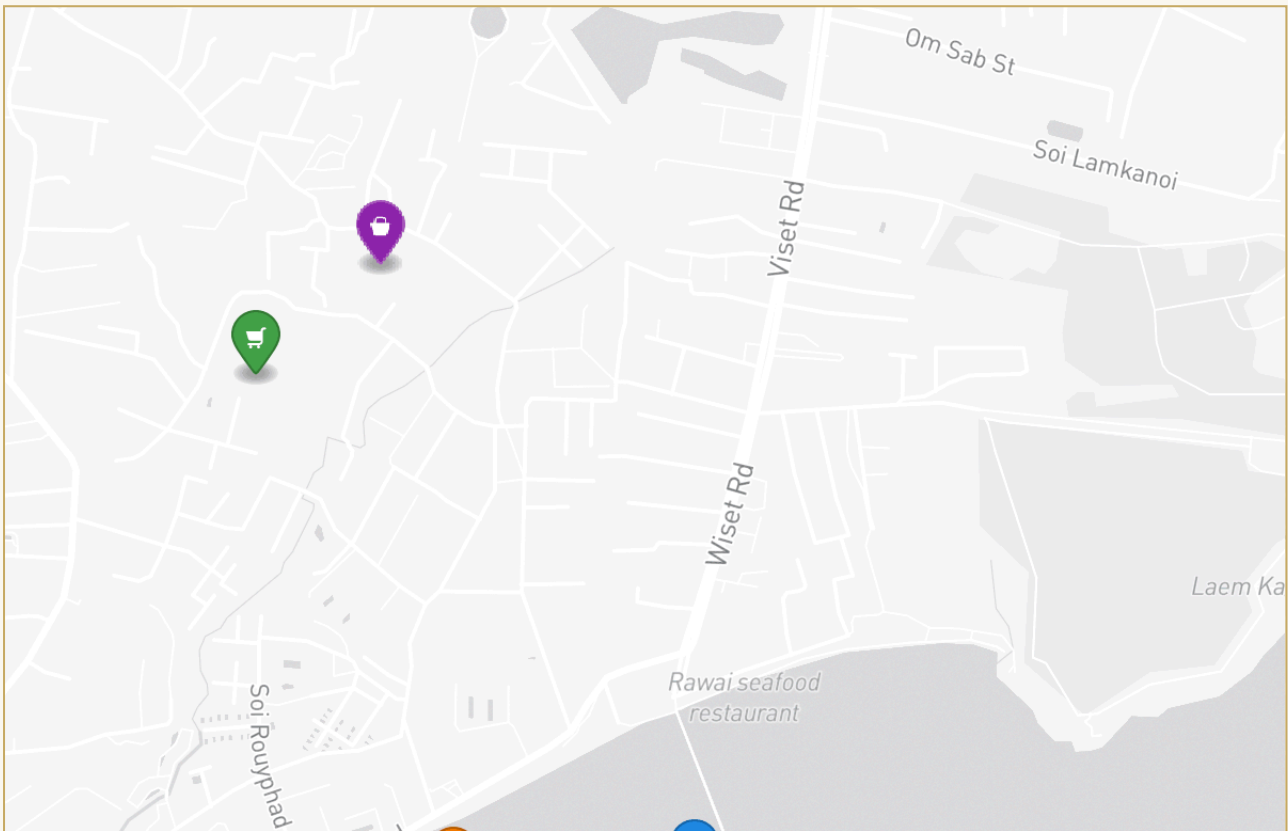 Om Sab St
Soi Lamkanoi
Viset Rd
Wiset Rd
Laem Ka
Rawai seafood
restaurant
Soi Rouyphad